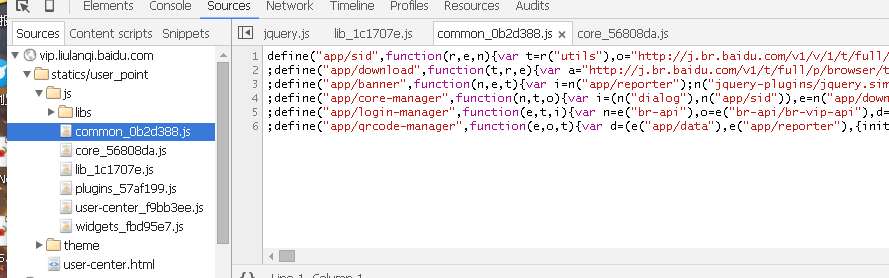 Elements Console Sources Network Timeline Profiles Resources Audits
Sources Content scripts Snippets
jquery.js lib_1c1707e.js common_0b2d388.js × core_56808da.js
vip.liulanqi.baidu.com
statics/user_point
js
libs
common_0b2d388.js
core_56808da.js
lib_1c1707e.js
plugins_57af199.js
user-center_f9bb3ee.js
widgets_fbd95e7.js
theme
user-center.html
1 define("app/sid",function(r,e,n){var t=r("utils"),o="http://j.br.baidu.com/v1/v/1/t/full/
2 ;define("app/download",function(t,r,e){var a="http://j.br.baidu.com/v1/t/full/p/browser/t
3 ;define("app/banner",function(n,e,t){var i=n("app/reporter");n("jquery-plugins/jquery.sim
4 ;define("app/core-manager",function(n,t,o){var i=(n("dialog"),n("app/sid")),e=n("app/down
5 ;define("app/login-manager",function(e,t,i){var n=e("br-api"),o=e("br-api/br-vip-api"),d=
6 ;define("app/qrcode-manager",function(e,o,t){var d=(e("app/data"),e("app/reporter"),{init
{} Line 1, Column 1